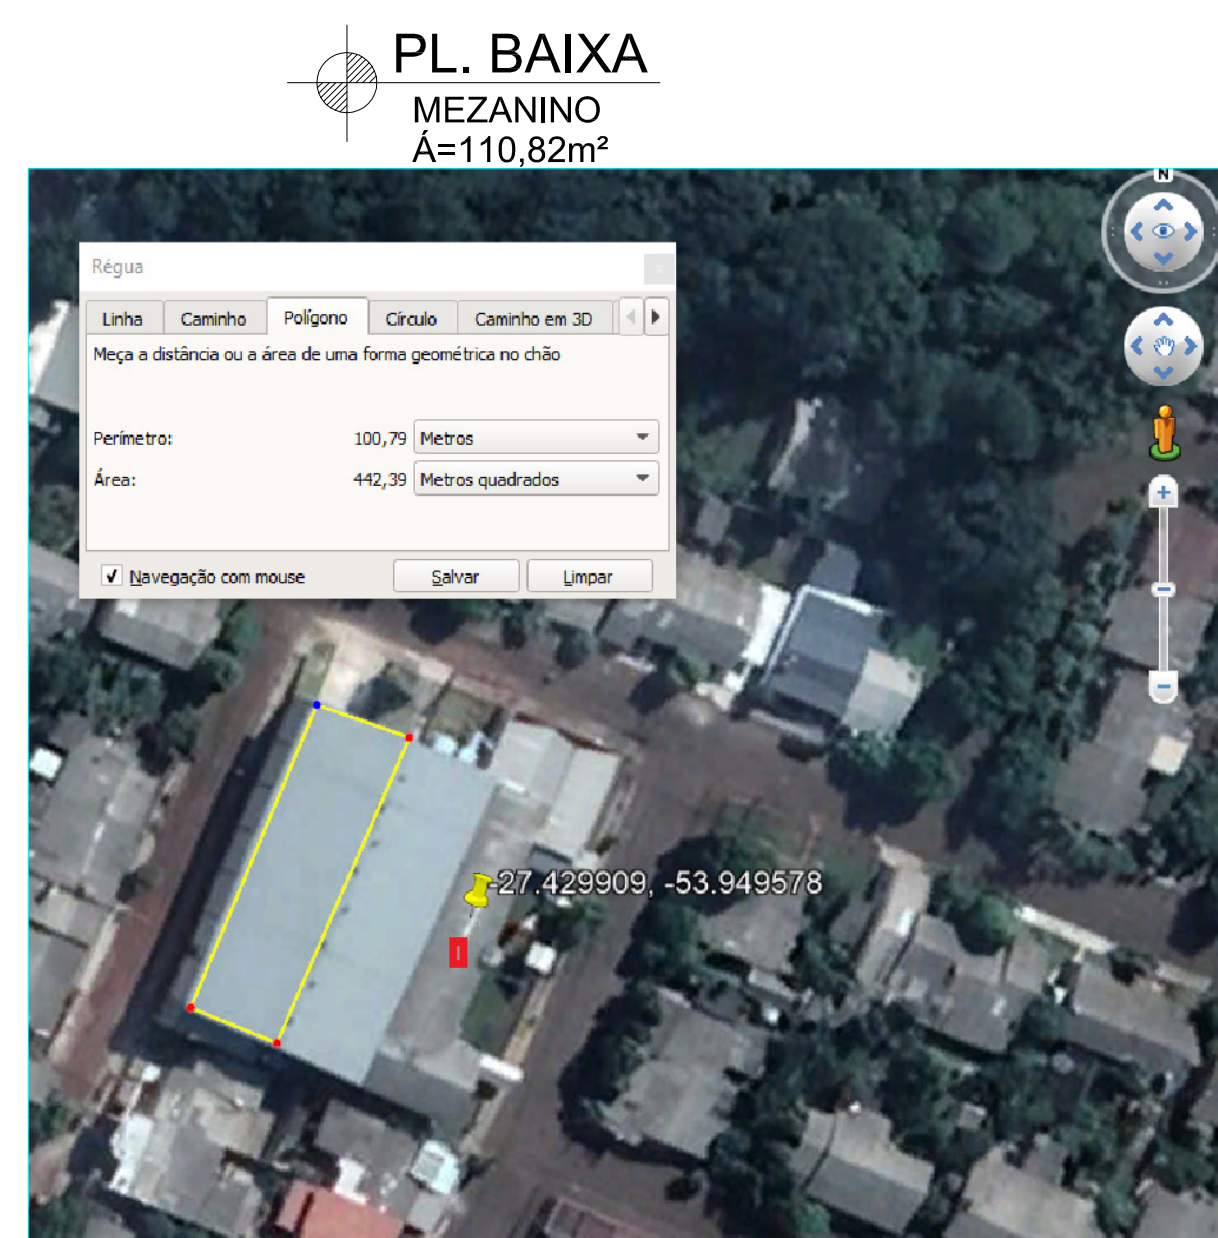 PL. BAIXA
MEZANINO
Á=110,82m²
N
Régua
Linha Caminho Polígono Círculo Caminho em 3D
Meça a distância ou a área de uma forma geométrica no chão
Perímetro: 100,79 Metros
Área: 442,39 Metros quadrados
Navegação com mouse Salvar Limpar
-27.429909, -53.949578